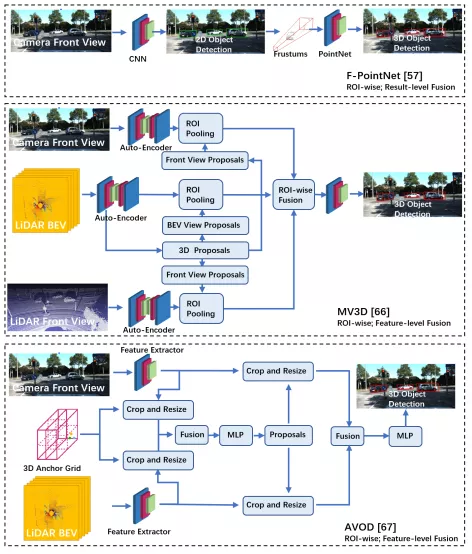 Camera Front View
CNN
2D Object
Detection
Frustums
PointNet
3D Object
Detection
F-PointNet [57]
ROI-wise; Result-level Fusion
Camera Front View
Auto-Encoder
ROI
Pooling
Front View Proposals
LiDAR BEV
Auto-Encoder
ROI
Pooling
ROI-wise
Fusion
3D Object
Detection
BEV View Proposals
3D Proposals
Front View Proposals
LiDAR Front View
Auto-Encoder
ROI
Pooling
MV3D [66]
ROI-wise; Feature-level Fusion
Feature Extractor
Camera Front View
Crop and Resize
3D Object
Detection
Crop and Resize
3D Anchor Grid
Fusion
MLP
Proposals
Fusion
MLP
Crop and Resize
LiDAR BEV
Feature Extractor
Crop and Resize
AVOD [67]
ROI-wise; Feature-level Fusion